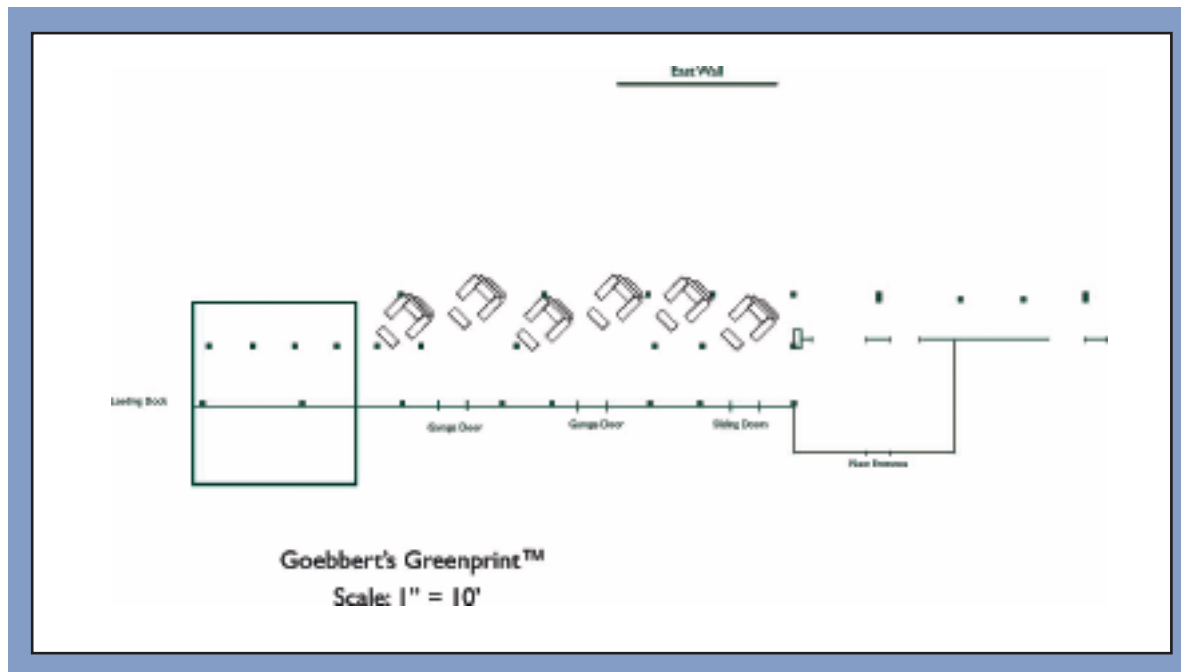 East Wall
Loading Dock
Garage Door
Garage Door
Sliding Doors
Main Entrance
Goebbert's Greenprint™
Scale: 1" = 10'